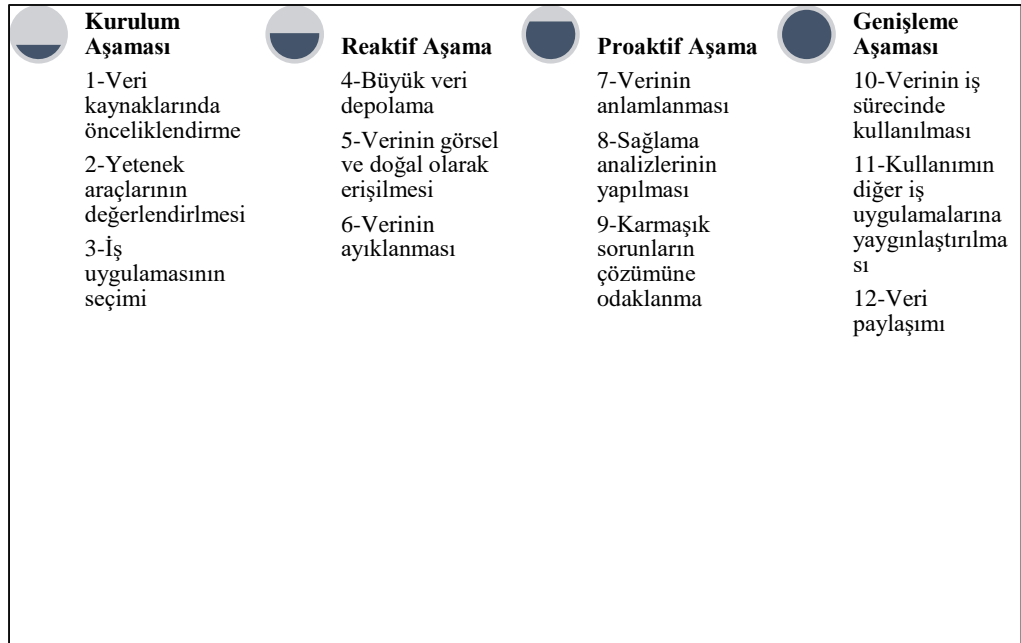 Kurulum
Aşaması
1-Veri
kaynaklarında
önceliklendirme
2-Yetenek
araçlarının
değerlendirlmesi
3-İş
uygulamasının
seçimi
Reaktif Aşama
4-Büyük veri
depolama
5-Verinin görsel
ve doğal olarak
erişilmesi
6-Verinin
ayıklanması
Proaktif Aşama
7-Verinin
anlamlanması
8-Sağlama
analizlerinin
yapılması
9-Karmaşık
sorunların
çözümüne
odaklanma
Genişleme
Aşaması
10-Verinin iş
sürecinde
kullanılması
11-Kullanımın
diğer iş
uygulamalarına
yaygınlaştırılma
sı
12-Veri
paylaşımı